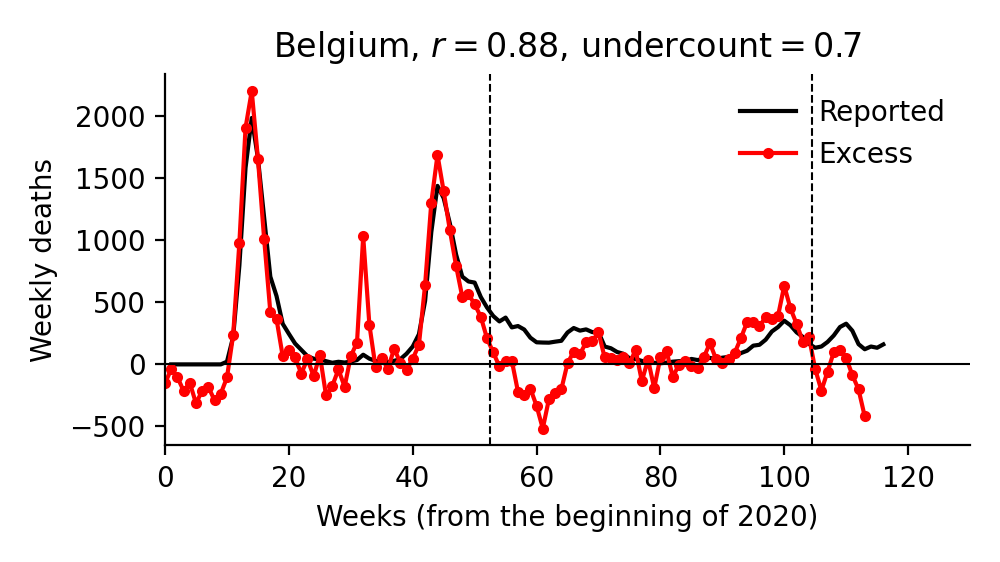 Belgium, r = 0.88, undercount = 0.7
Reported
Excess
Weekly deaths
2000
1500
1000
500
0
−500
0 20 40 60 80 100 120
Weeks (from the beginning of 2020)